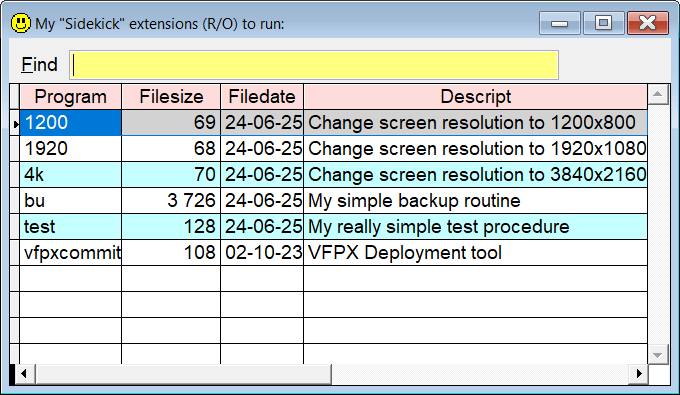 My "Sidekick" extensions (R/O) to run:
Find
Program Filesize Filedate Descript
1200 69 24-06-25 Change screen resolution to 1200x800
1920 68 24-06-25 Change screen resolution to 1920x1080
4k 70 24-06-25 Change screen resolution to 3840x2160
bu 3 726 24-06-25 My simple backup routine
test 128 24-06-25 My really simple test procedure
vfpxcommit 108 02-10-23 VFPX Deployment tool